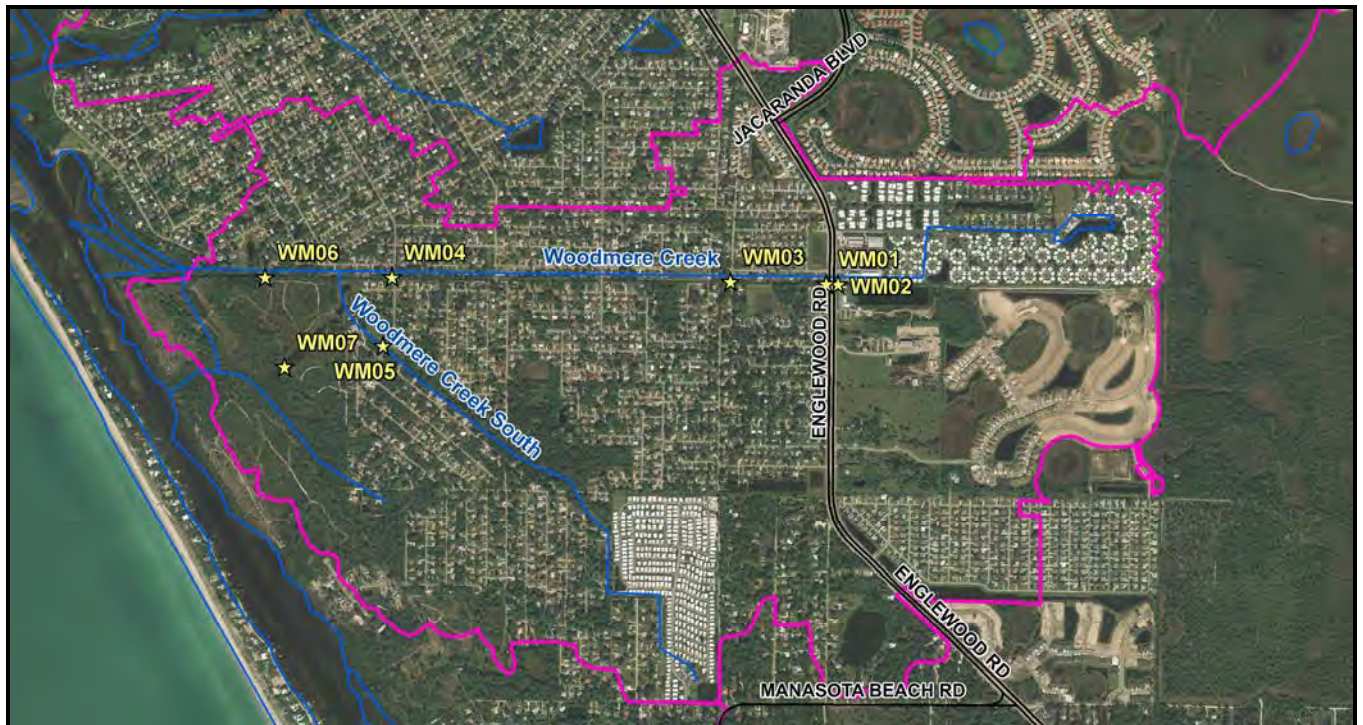 JACARANDA BLVD
WM06
WM04
Woodmere Creek
WM03
WM01
WM02
WM07
WM05
Woodmere Creek South
ENGLEWOOD RD
ENGLEWOOD RD
MANASOTA BEACH RD